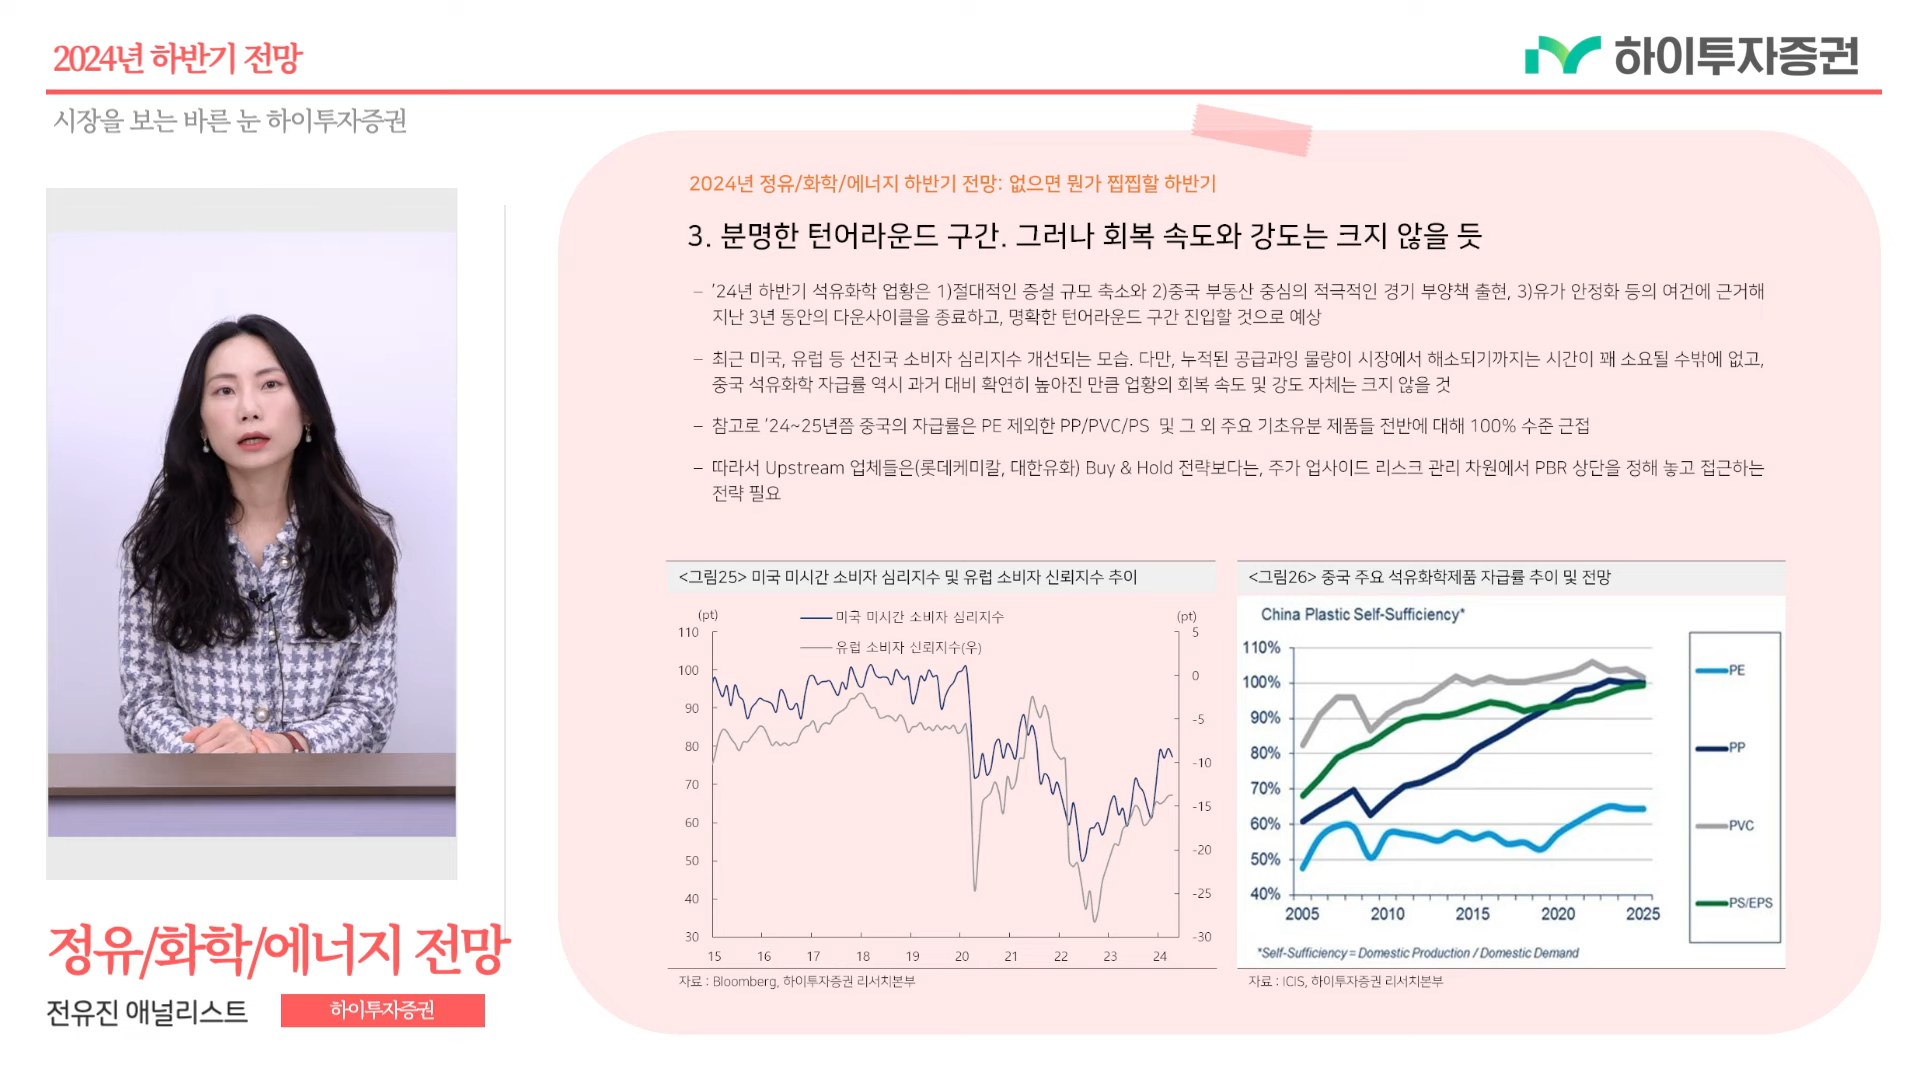 2024년 하반기 전망
하이투자증권
시장을 보는 바른 눈 하이투자증권
2024년 정유/화학/에너지 하반기 전망: 없으면 뭔가 찝찝할 하반기
3. 분명한 턴어라운드 구간. 그러나 회복 속도와 강도는 크지 않을 듯
– ’24년 하반기 석유화학 업황은 1)절대적인 증설 규모 축소와 2)중국 부동산 중심의 적극적인 경기 부양책 출현, 3)유가 안정화 등의 여건에 근거해
지난 3년 동안의 다운사이클을 종료하고, 명확한 턴어라운드 구간 진입할 것으로 예상
– 최근 미국, 유럽 등 선진국 소비자 심리지수 개선되는 모습. 다만, 누적된 공급과잉 물량이 시장에서 해소되기까지는 시간이 꽤 소요될 수밖에 없고,
중국 석유화학 자급률 역시 과거 대비 확연히 높아진 만큼 업황의 회복 속도 및 강도 자체는 크지 않을 것
– 참고로 ’24~25년쯤 중국의 자급률은 PE 제외한 PP/PVC/PS 및 그 외 주요 기초유분 제품들 전반에 대해 100% 수준 근접
– 따라서 Upstream 업체들은(롯데케미칼, 대한유화) Buy & Hold 전략보다는, 주가 업사이드 리스크 관리 차원에서 PBR 상단을 정해 놓고 접근하는
전략 필요
<그림25> 미국 미시간 소비자 심리지수 및 유럽 소비자 신뢰지수 추이
(pt)
미국 미시간 소비자 심리지수
유럽 소비자 신뢰지수(우)
(pt)
110
100
90
80
70
60
50
40
30
5
0
-5
-10
-15
-20
-25
-30
15 16 17 18 19 20 21 22 23 24
자료 : Bloomberg, 하이투자증권 리서치본부
<그림26> 중국 주요 석유화학제품 자급률 추이 및 전망
China Plastic Self-Sufficiency*
110%
100%
90%
80%
70%
60%
50%
40%
2005 2010 2015 2020 2025
PE
PP
PVC
PS/EPS
*Self-Sufficiency = Domestic Production / Domestic Demand
자료 : ICIS, 하이투자증권 리서치본부
정유/화학/에너지 전망
전유진 애널리스트
하이투자증권